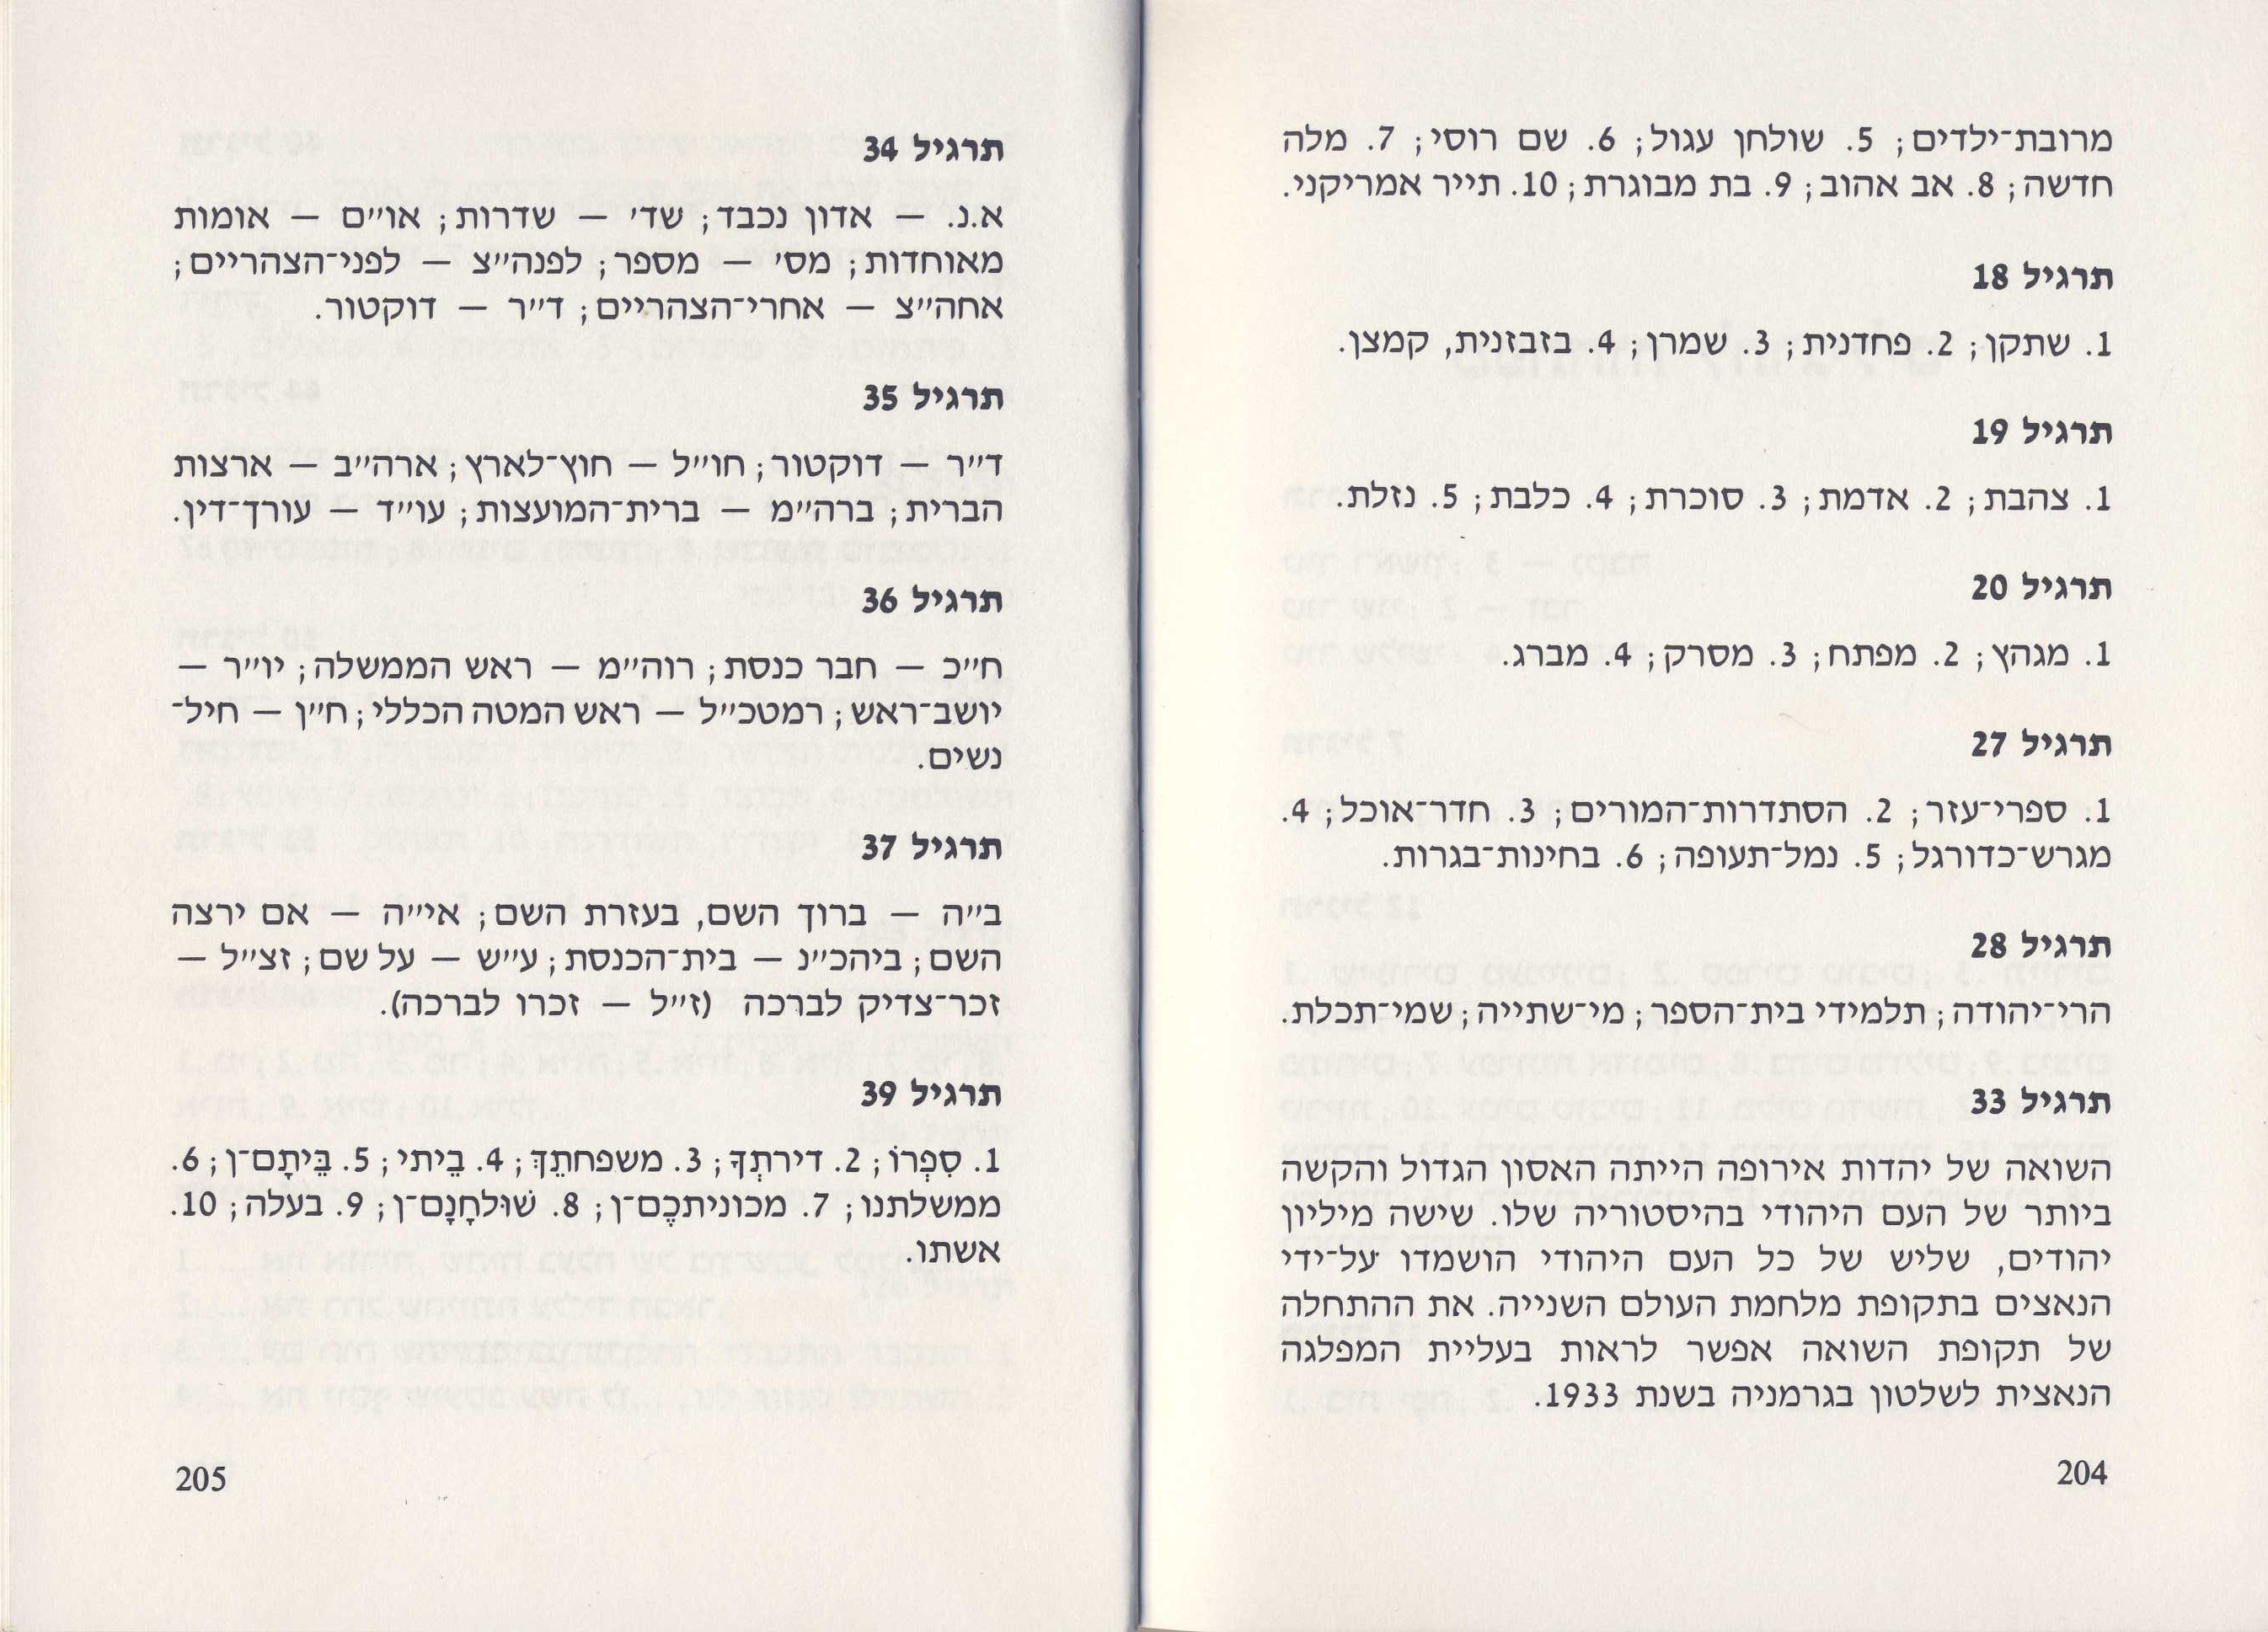 מרובת־ילדים; 5. שולחן עגול; 6. שם רוסי; 7. מלה
חדשה; 8. אב אהוב; 9. בת מבוגרת; 10. תייר אמריקני.
תרגיל 18
1. שתקן; 2. פחדנית; 3. שמרן; 4. בזבזנית, קמצן.
תרגיל 19
1. צהבת; 2. אדמת; 3. סוכרת; 4. כלבת; 5. נזלת.
תרגיל 20
1. מגהץ; 2. מפתח; 3. מסרק; 4. מברג.
תרגיל 27
1. ספרי־עזר; 2. הסתדרות־המורים; 3. חדר־אוכל; 4.
מגרש־כדורגל; 5. נמל־תעופה; 6. בחינות־בגרות.
תרגיל 28
הרי־יהודה; תלמידי בית־הספר; מי־שתייה; שמי־תכלת.
תרגיל 33
השואה של יהדות אירופה הייתה האסון הגדול והקשה
ביותר של העם היהודי בהיסטוריה שלו. שישה מיליון
יהודים, שליש של כל העם היהודי הושמדו על־ידי
הנאצים בתקופת מלחמת העולם השנייה. את ההתחלה
של תקופת השואה אפשר לראות בעליית המפלגה
הנאצית לשלטון בגרמניה בשנת 1933.
204
תרגיל 34
א.נ. — אדון נכבד; שד׳ — שדרות; או״ם — אומות
מאוחדות; מס׳ — מספר; לפנה״צ — לפני־הצהריים;
אחה״צ — אחרי־הצהריים; ד״ר — דוקטור.
תרגיל 35
ד״ר — דוקטור; חו״ל — חוץ־לארץ; ארה״ב — ארצות
הברית; ברה״מ — ברית־המועצות; עו״ד — עורך־דין.
תרגיל 36
ח״כ — חבר כנסת; רוה״מ — ראש הממשלה; יו״ר —
יושב־ראש; רמטכ״ל — ראש המטה הכללי; ח״ן — חיל־
נשים.
תרגיל 37
ב״ה — ברוך השם, בעזרת השם; אי״ה — אם ירצה
השם; ביהכ״נ — בית־הכנסת; ע״ש — על שם; זצ״ל —
זכר־צדיק לברכה (ז״ל — זכרו לברכה).
תרגיל 39
1. סִפְרוֹ; 2. דירתְךָ; 3. משפחתֵךְ; 4. בֵיתי; 5. בֵּיתָם־ן; 6.
ממשלתנו; 7. מכוניתכֶם־ן; 8. שׁוּלחָנָם־ן; 9. בעלה; 10.
אשתו.
205